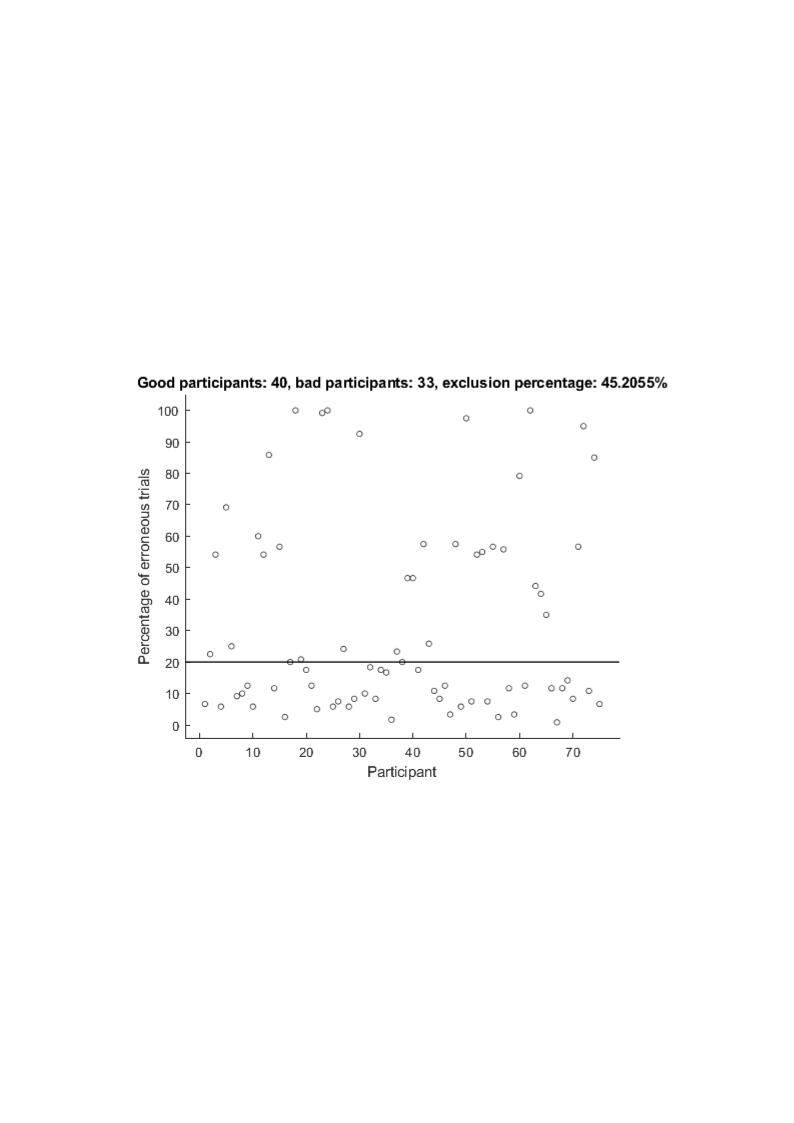 Good participants: 40, bad participants: 33, exclusion percentage: 45.2055%
100
90
80
70
60
50
40
30
20
10
0
Percentage of erroneous trials
0 10 20 30 40 50 60 70
Participant